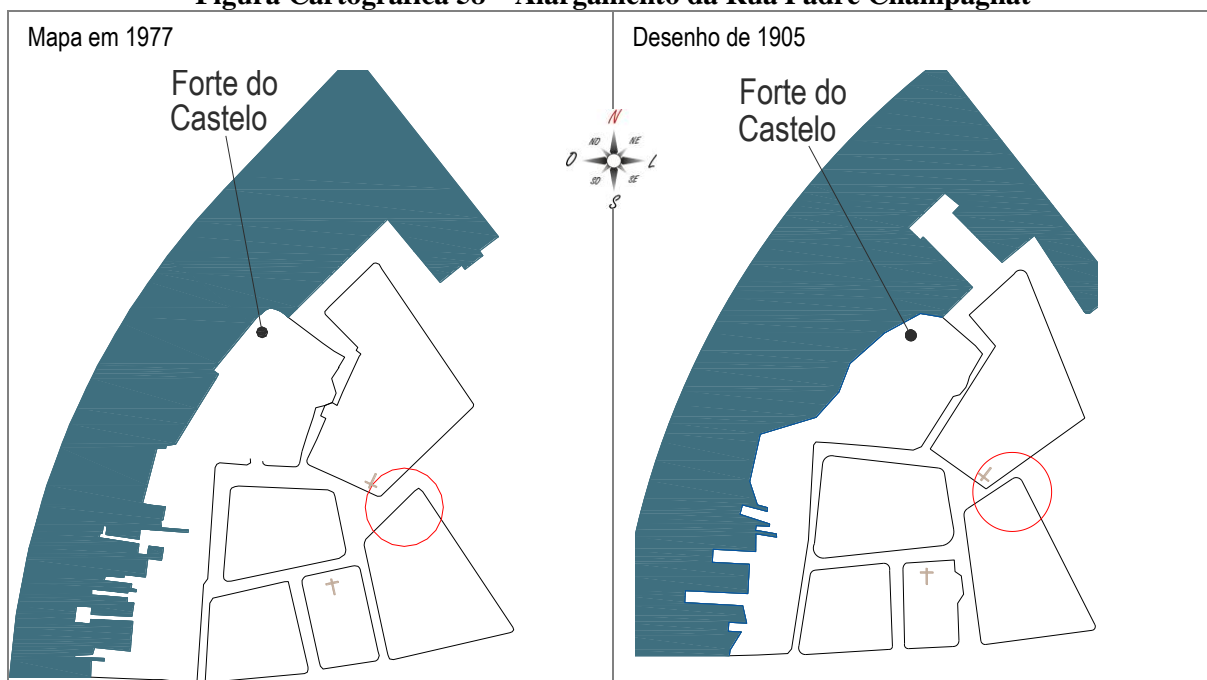 Figura Cartográfica 38 – Alargamento da Rua Padre Champagnat
Mapa em 1977
Forte do
Castelo
N
NO
NE
O
L
SO
SE
S
Desenho de 1905
Forte do
Castelo